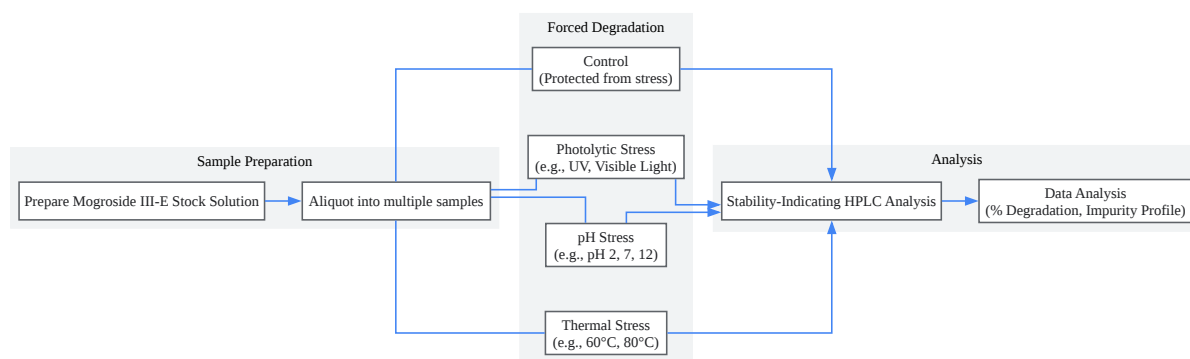 Forced Degradation
Control
(Protected from stress)
Photolytic Stress
(e.g., UV, Visible Light)
Sample Preparation
Analysis
Prepare Mogroside III-E Stock Solution
Aliquot into multiple samples
Stability-Indicating HPLC Analysis
Data Analysis
(% Degradation, Impurity Profile)
pH Stress
(e.g., pH 2, 7, 12)
Thermal Stress
(e.g., 60°C, 80°C)